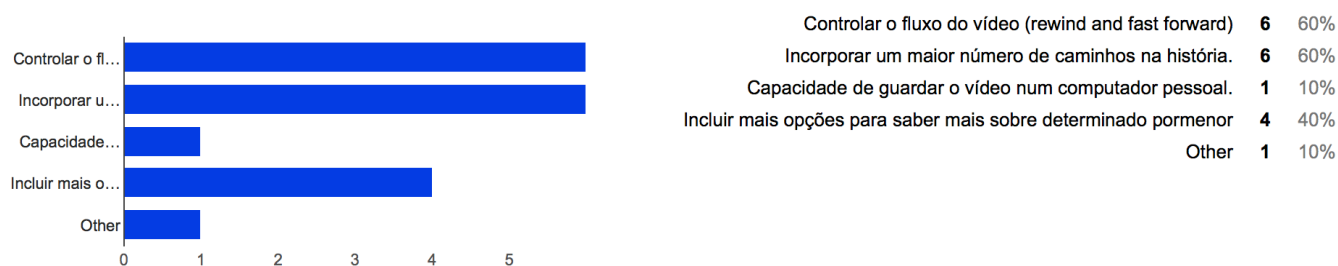 Controlar o fl...
Incorporar u...
Capacidade...
Incluir mais o...
Other
0 1 2 3 4 5
Controlar o fluxo do vídeo (rewind and fast forward) 6 60%
Incorporar um maior número de caminhos na história. 6 60%
Capacidade de guardar o vídeo num computador pessoal. 1 10%
Incluir mais opções para saber mais sobre determinado pormenor 4 40%
Other 1 10%